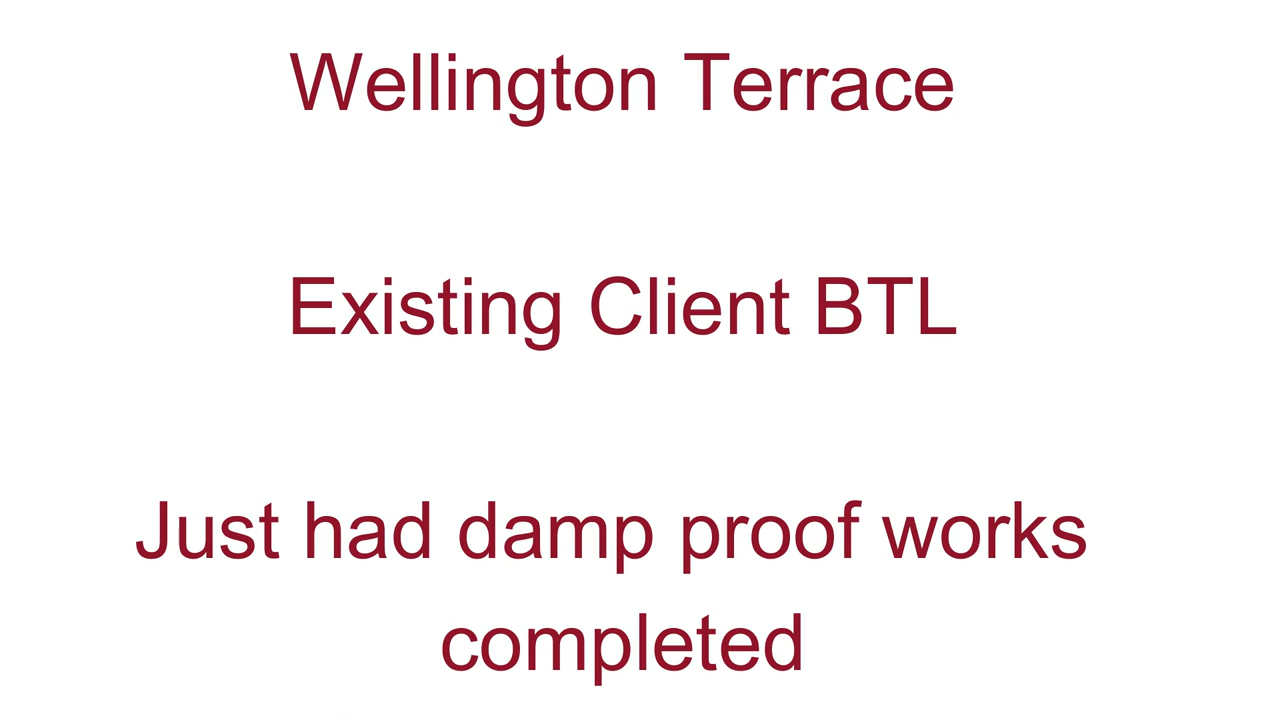 Wellington Terrace
Existing Client BTL
Just had damp proof works
completed